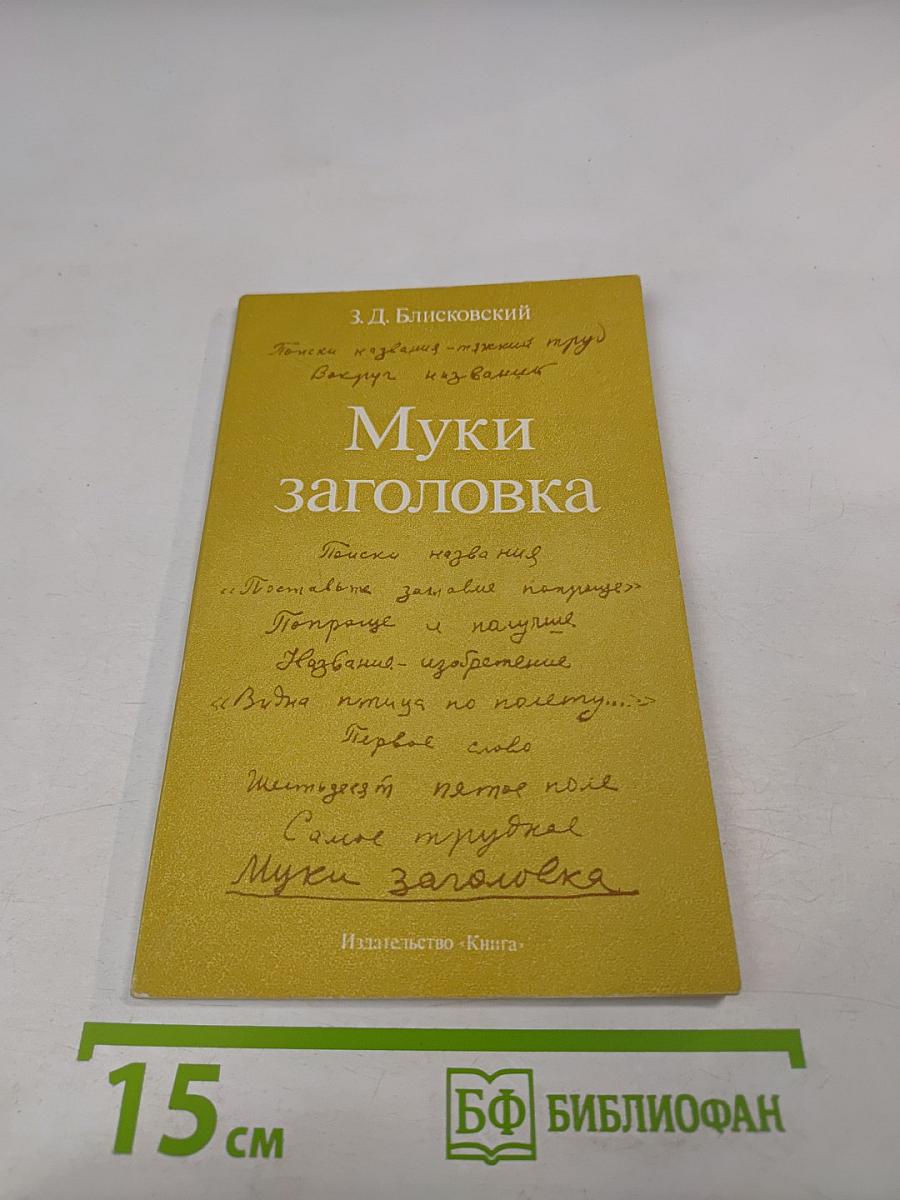 З. Д. Блисковский
Поиски названия – тяжкий труд
Вокруг названий
Муки
заголовка
Поиски названия
«Поставьте заглавие попроще»
Попроще и получше
Название – изобретение
«Видна птица по полету...»
Первое слово
Шестьдесят пятое поле
Самое трудное
Муки заголовка
Издательство «Книга»
15 см
БФ БИБЛИОФАН